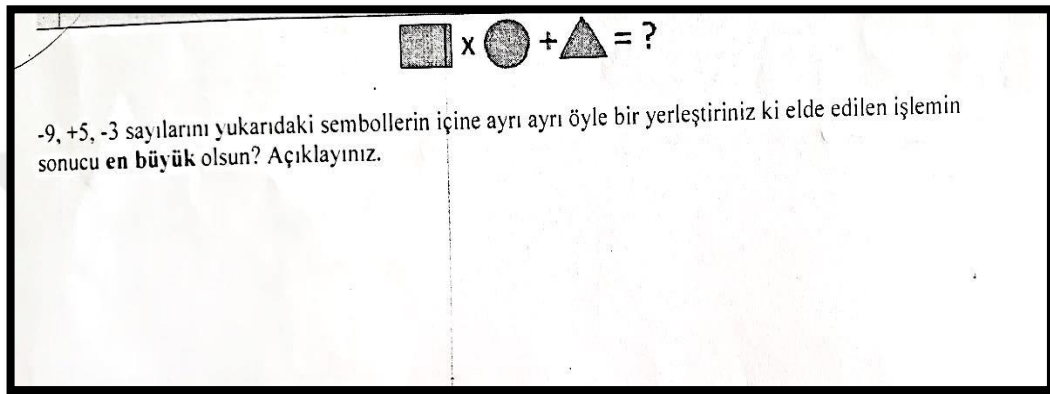 x + = ?
-9, +5, -3 sayılarını yukarıdaki sembollerin içine ayrı ayrı öyle bir yerleştiriniz ki elde edilen işlemin
sonucu en büyük olsun? Açıklayınız.